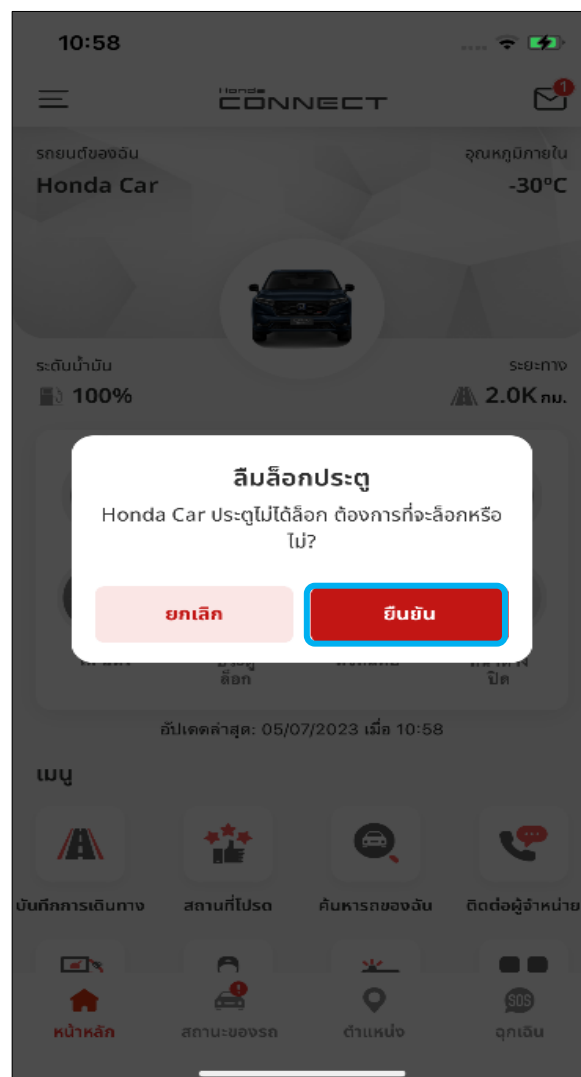 10:58
Honda
CONNECT
1
รถยนต์ของฉัน
อุณหภูมิภายใน
Honda Car
-30°C
ระดับน้ำมัน
ระยะทาง
100%
2.0K กม.
ลืมล็อกประตู
Honda Car ประตูไม่ได้ล็อก ต้องการที่จะล็อกหรือ
ไม่?
ยกเลิก
ยืนยัน
ล็อก
ปิด
อัปเดตล่าสุด: 05/07/2023 เมื่อ 10:58
เมนู
บันทึกการเดินทาง
สถานที่โปรด
ค้นหารถของฉัน
ติดต่อผู้จำหน่าย
SOS
หน้าหลัก
สถานะของรถ
ตำแหน่ง
ฉุกเฉิน